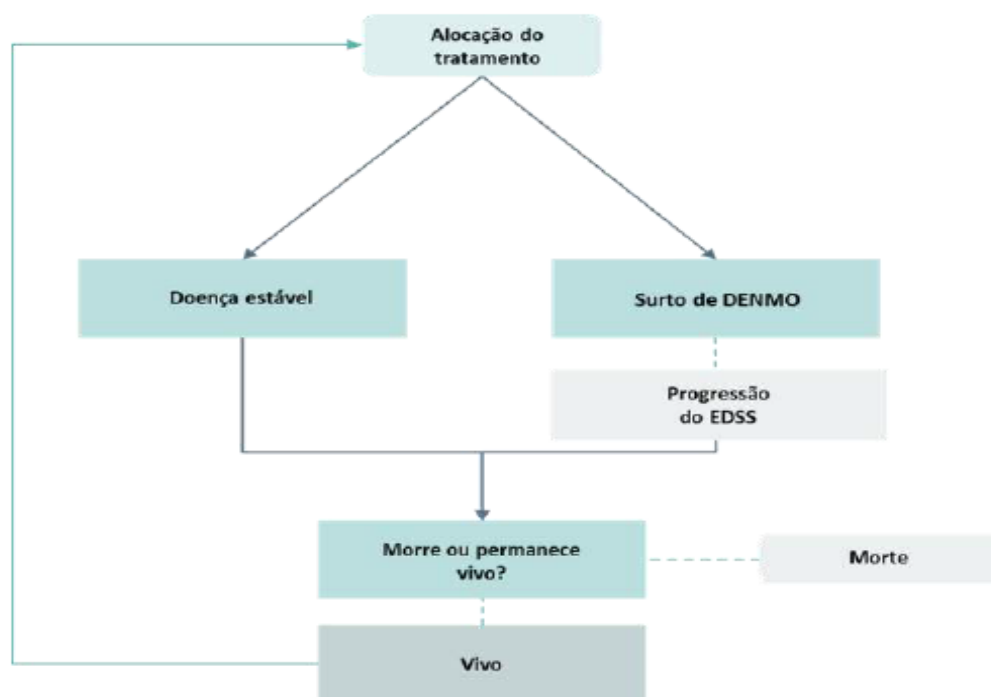 Alocação do
tratamento
Doença estável
Surto de DENMO
Progressão
do EDSS
Morre ou permanece
vivo?
Morte
Vivo